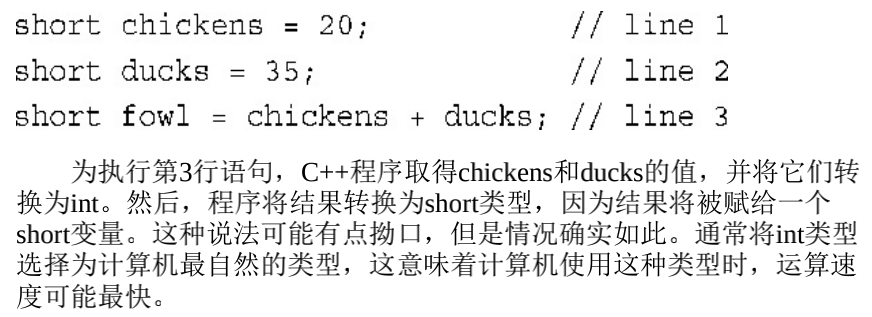 short chickens = 20; // line 1
short ducks = 35; // line 2
short fowl = chickens + ducks; // line 3
为执行第3行语句，C++程序取得chickens和ducks的值，并将它们转
换为int。然后，程序将结果转换为short类型，因为结果将被赋给一个
short变量。这种说法可能有点拗口，但是情况确实如此。通常将int类型
选择为计算机最自然的类型，这意味着计算机使用这种类型时，运算速
度可能最快。